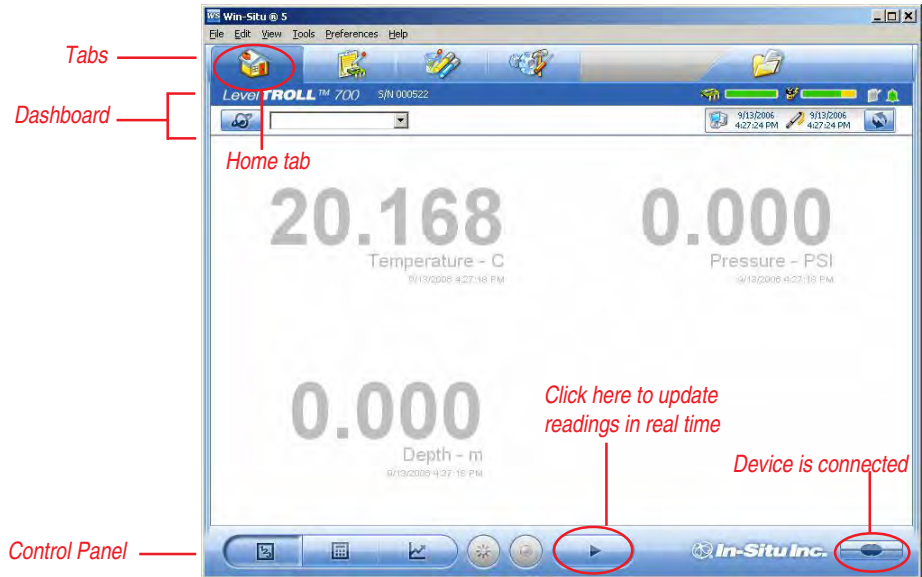 Win-Situ ® 5
File Edit View Tools Preferences Help
Tabs
LevelTROLL™ 700 S/N 000522
Dashboard
9/13/2006
4:27:24 PM
9/13/2006
4:27:24 PM
Home tab
20.168
Temperature - C
9/13/2006 4:27:18 PM
0.000
Pressure - PSI
9/13/2006 4:27:18 PM
0.000
Depth - m
9/13/2006 4:27:18 PM
Click here to update
readings in real time
Device is connected
Control Panel
In-Situ Inc.